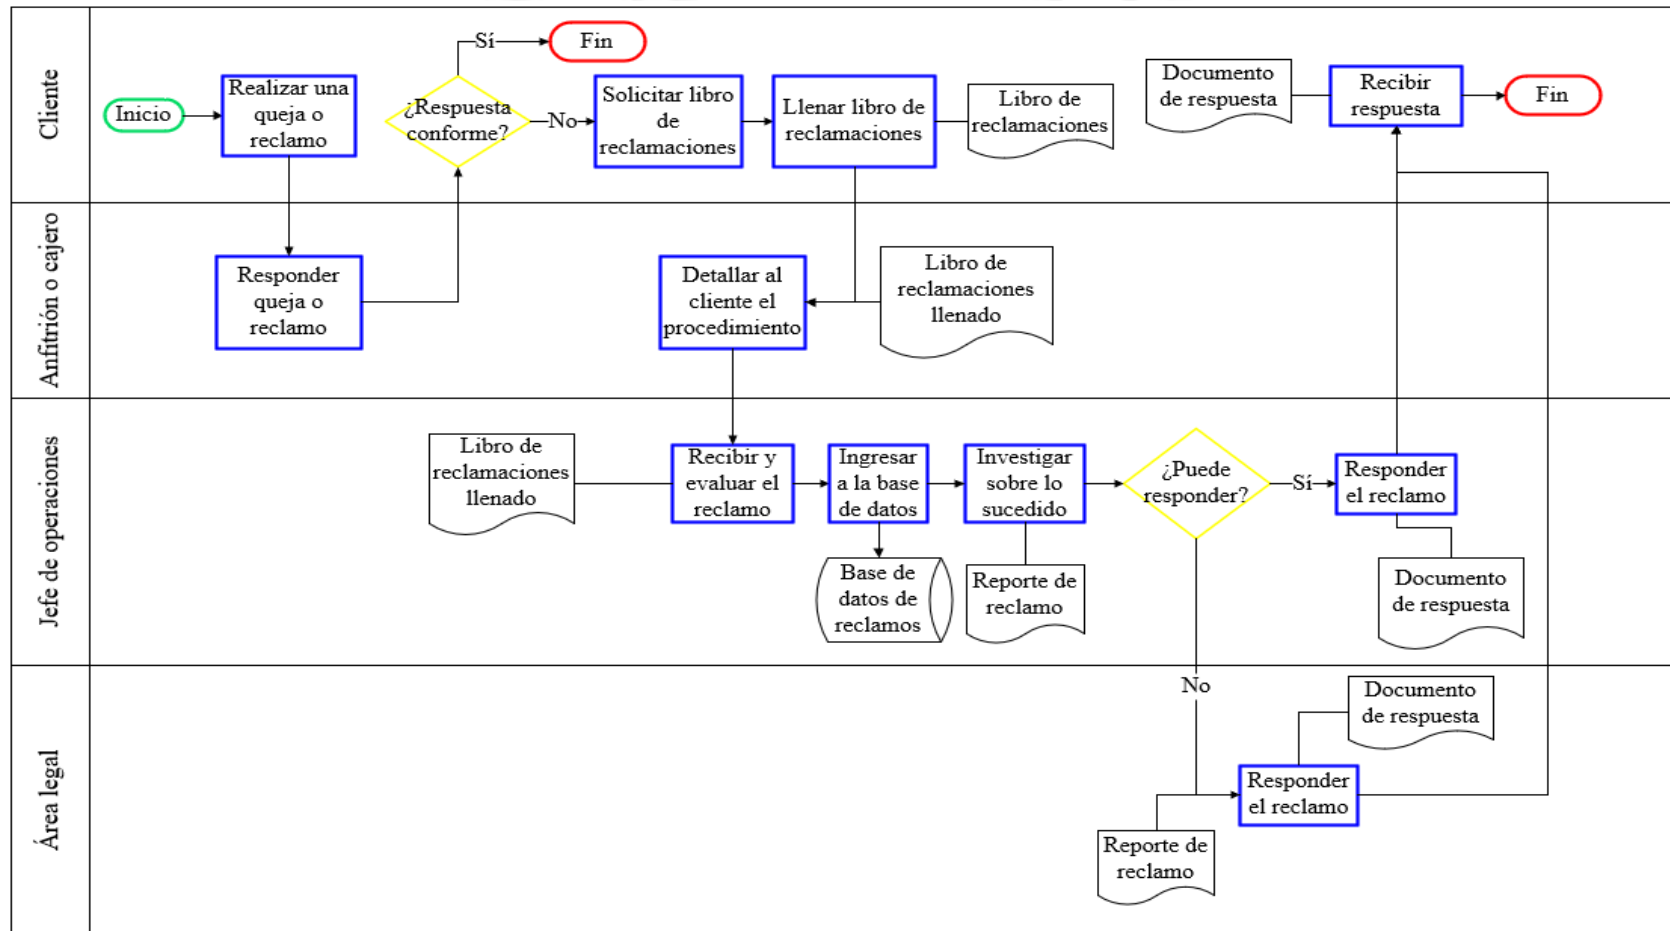 Cliente
Inicio
Realizar una
queja o
reclamo
¿Respuesta
conforme?
Sí
Fin
No
Solicitar libro
de
reclamaciones
Llenar libro de
reclamaciones
Libro de
reclamaciones
Documento
de respuesta
Recibir
respuesta
Fin
Anfitrión o cajero
Responder
queja o
reclamo
Detallar al
cliente el
procedimiento
Libro de
reclamaciones
llenado
Jefe de operaciones
Libro de
reclamaciones
llenado
Recibir y
evaluar el
reclamo
Ingresar
a la base
de datos
Base de
datos de
reclamos
Investigar
sobre lo
sucedido
Reporte de
reclamo
¿Puede
responder?
Sí
Responder
el reclamo
Documento
de respuesta
Área legal
No
Reporte de
reclamo
Responder
el reclamo
Documento
de respuesta